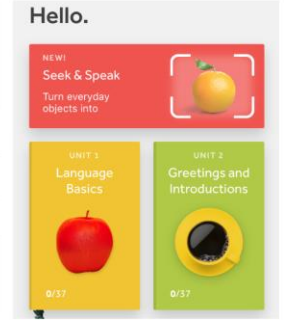 Hello.
NEW!
Seek & Speak
Turn everyday
objects into
UNIT 1
Language
Basics
0/37
UNIT 2
Greetings and
Introductions
0/37